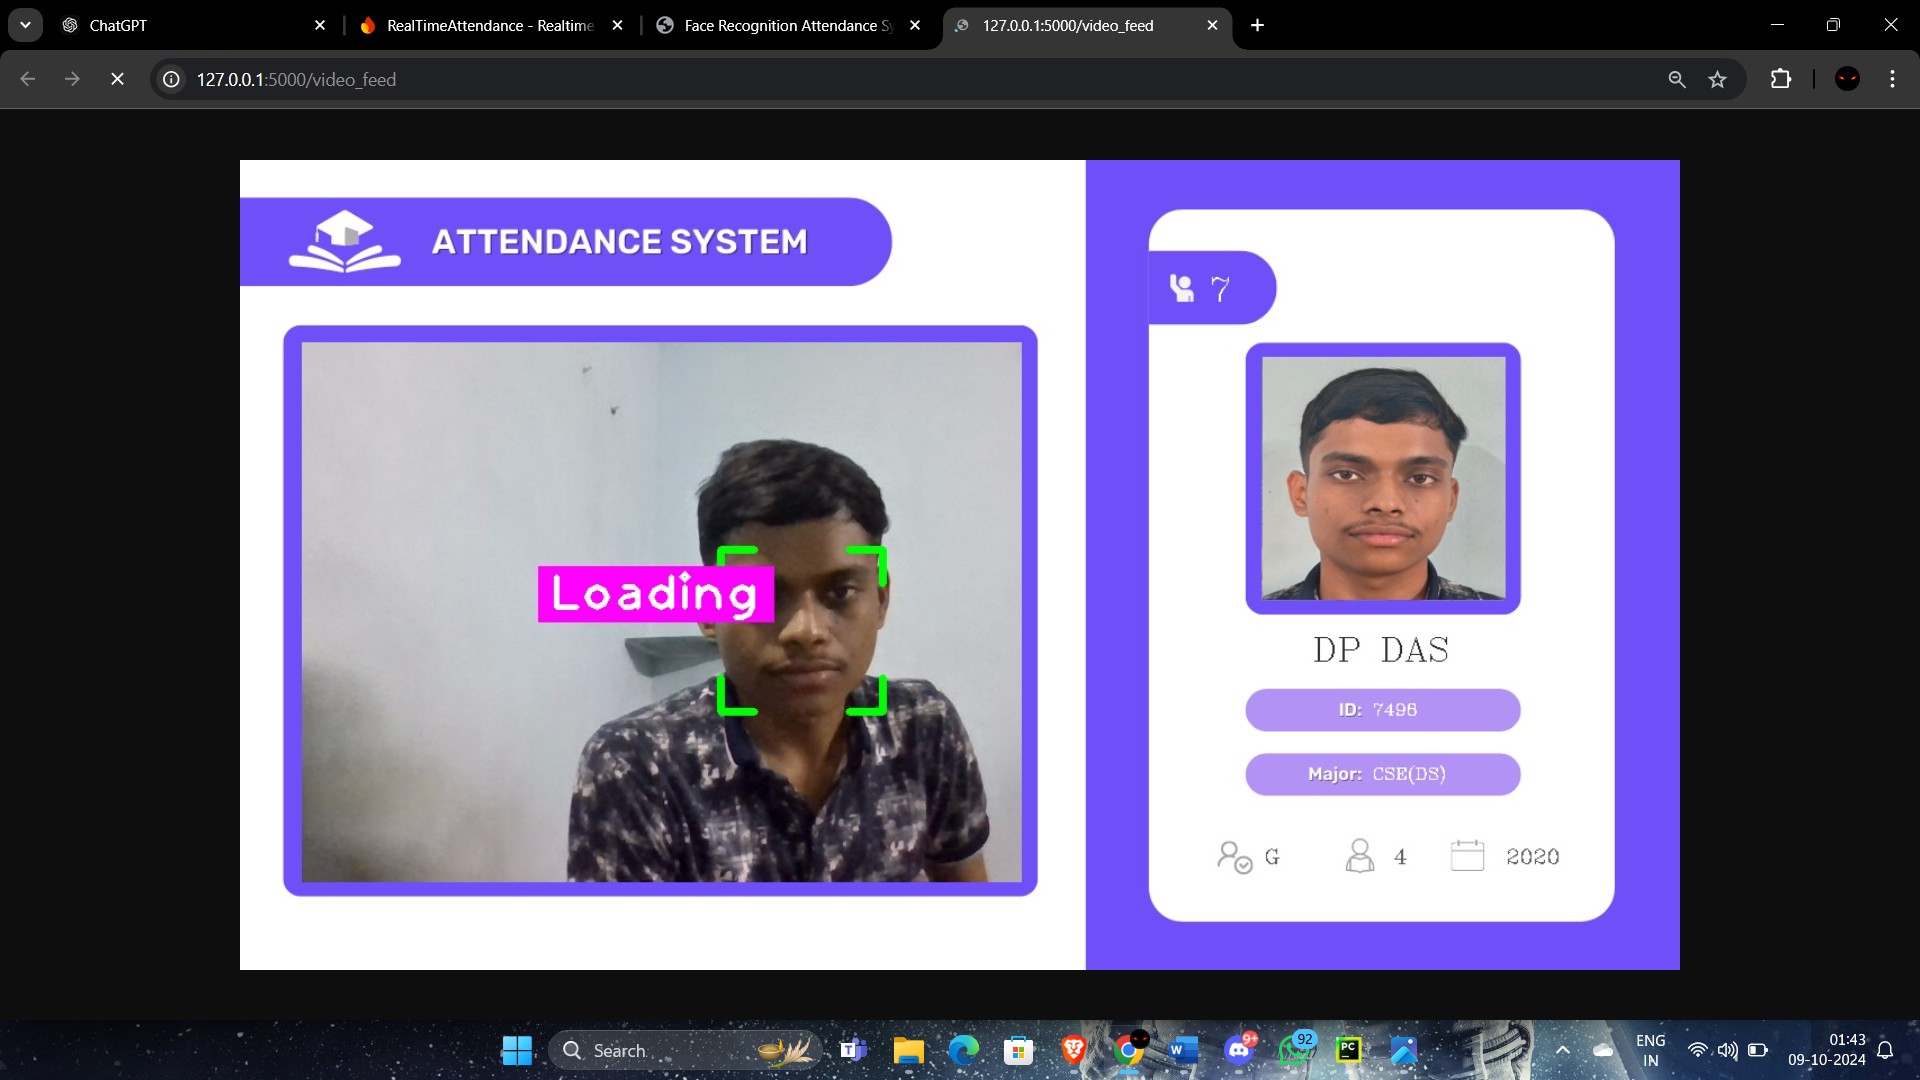 ChatGPT
RealTimeAttendance - Realtime
Face Recognition Attendance Sy
127.0.0.1:5000/video_feed
127.0.0.1:5000/video_feed
ATTENDANCE SYSTEM
7
Loading
DP DAS
ID: 7498
Major: CSE(DS)
G 4 2020
Search
9+
92
PC
ENG
IN
01:43
09-10-2024